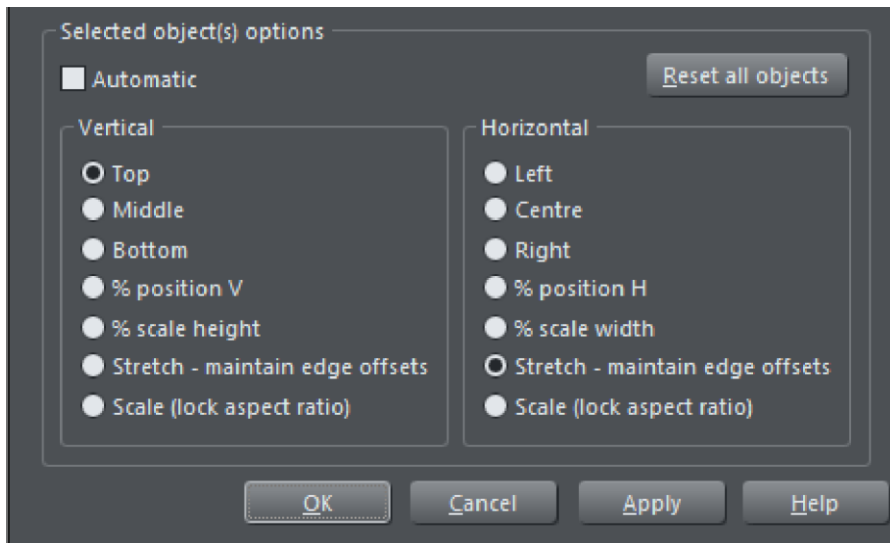 Selected object(s) options
Automatic
Reset all objects
Vertical
Top
Middle
Bottom
% position V
% scale height
Stretch - maintain edge offsets
Scale (lock aspect ratio)
Horizontal
Left
Centre
Right
% position H
% scale width
Stretch - maintain edge offsets
Scale (lock aspect ratio)
OK
Cancel
Apply
Help